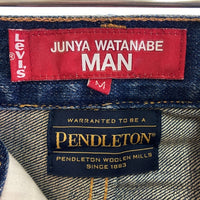 Levi's
JUNYA WATANABE
MAN
M
WARRANTED TO BE A
PENDLETON
PENDLETON WOOLEN MILLS
SINCE 1863